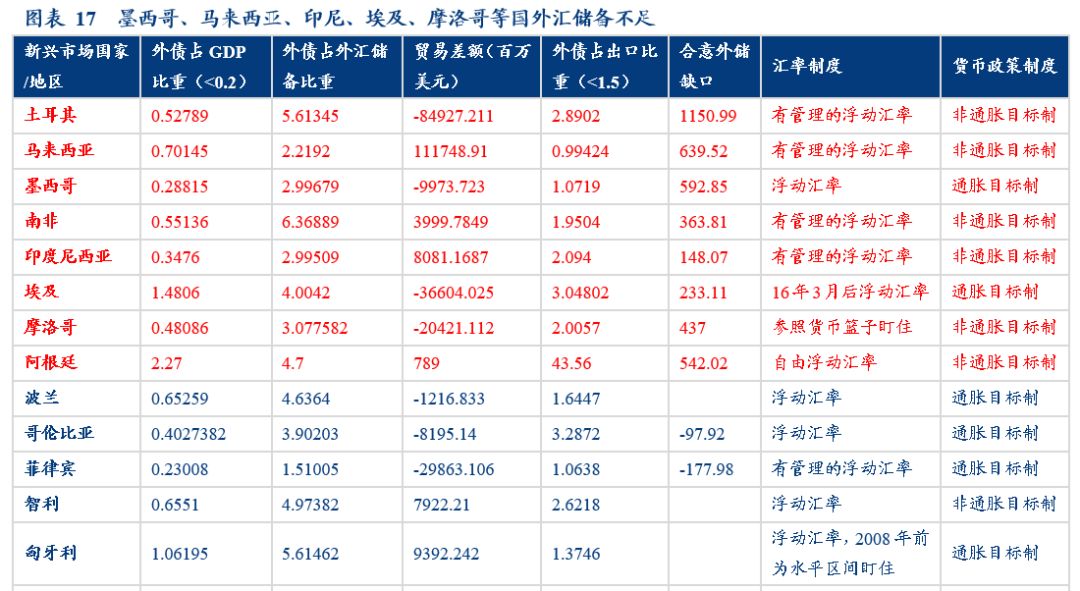 图表 17 墨西哥、马来西亚、印尼、埃及、摩洛哥等国外汇储备不足
新兴市场国家/地区 外债占 GDP 比重（<0.2） 外债占外汇储备比重 贸易差额（百万美元） 外债占出口比重（<1.5） 合意外储缺口 汇率制度 货币政策制度
土耳其 0.52789 5.61345 -84927.211 2.8902 1150.99 有管理的浮动汇率 非通胀目标制
马来西亚 0.70145 2.2192 111748.91 0.99424 639.52 有管理的浮动汇率 非通胀目标制
墨西哥 0.28815 2.99679 -9973.723 1.0719 592.85 浮动汇率 通胀目标制
南非 0.55136 6.36889 3999.7849 1.9504 363.81 有管理的浮动汇率 非通胀目标制
印度尼西亚 0.3476 2.99509 8081.1687 2.094 148.07 有管理的浮动汇率 非通胀目标制
埃及 1.4806 4.0042 -36604.025 3.04802 233.11 16 年 3 月后浮动汇率 通胀目标制
摩洛哥 0.48086 3.077582 -20421.112 2.0057 437 参照货币篮子盯住 非通胀目标制
阿根廷 2.27 4.7 789 43.56 542.02 自由浮动汇率 非通胀目标制
波兰 0.65259 4.6364 -1216.833 1.6447 浮动汇率 通胀目标制
哥伦比亚 0.4027382 3.90203 -8195.14 3.2872 -97.92 浮动汇率 通胀目标制
菲律宾 0.23008 1.51005 -29863.106 1.0638 -177.98 有管理的浮动汇率 通胀目标制
智利 0.6551 4.97382 7922.21 2.6218 浮动汇率 非通胀目标制
匈牙利 1.06195 5.61462 9392.242 1.3746 浮动汇率，2008 年前为水平区间盯住 通胀目标制